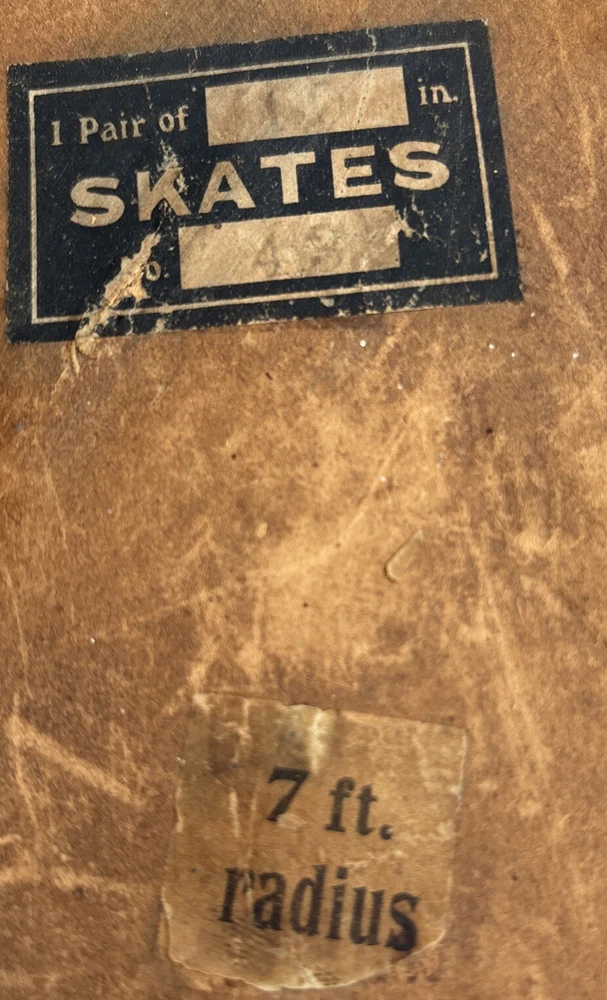 1 Pair of in.
SKATES
7 ft.
radius